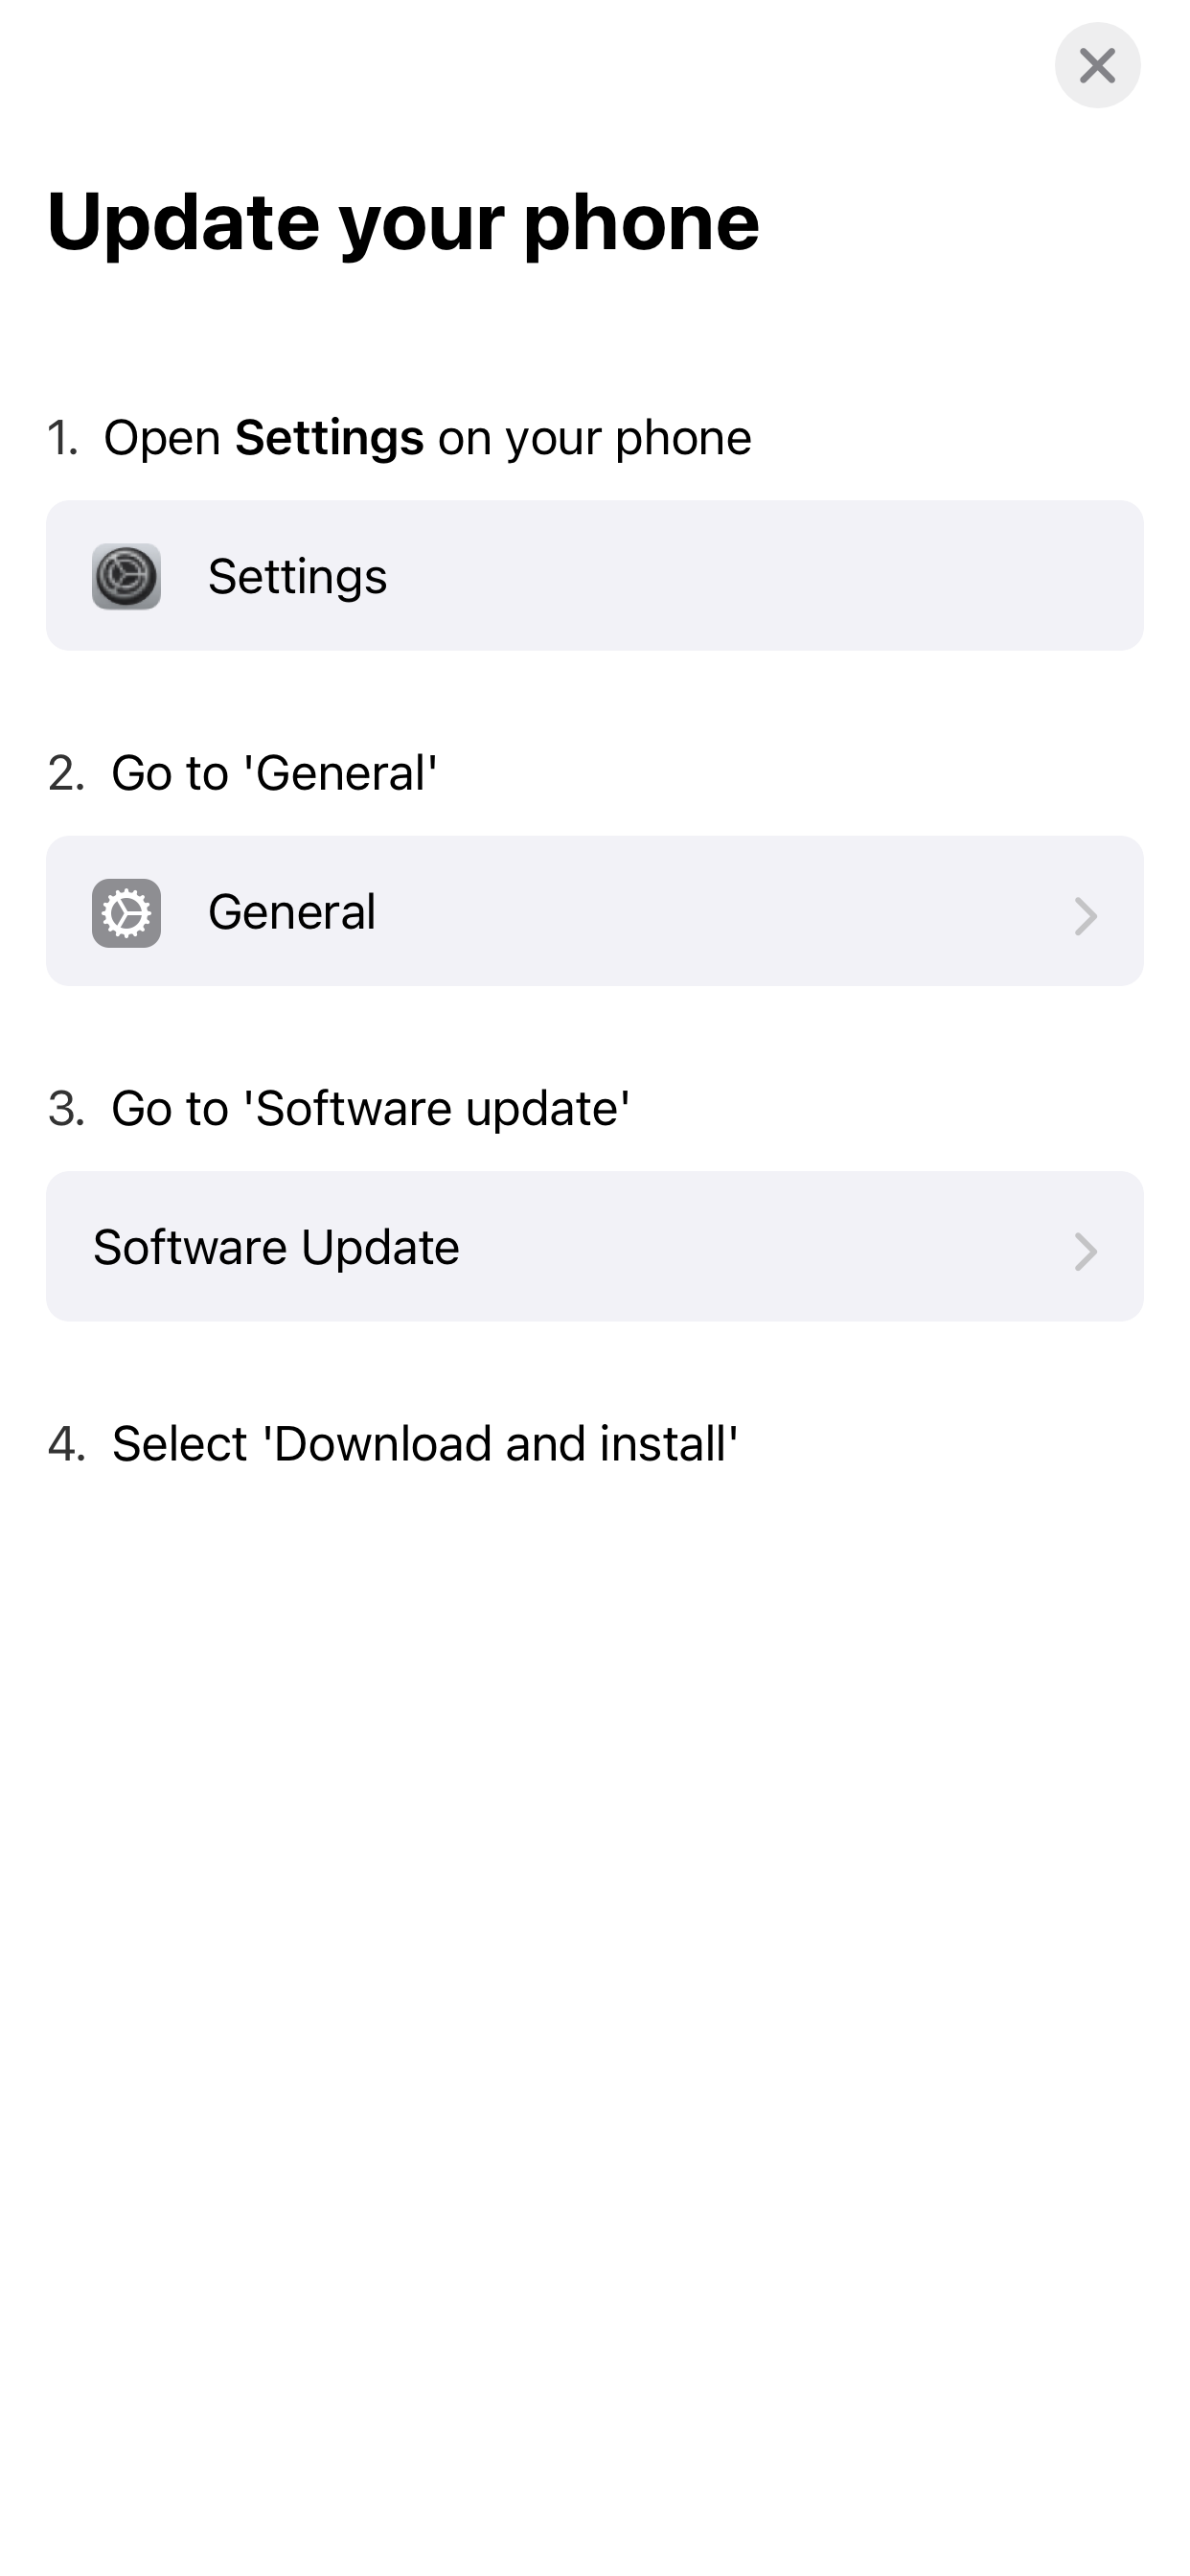 Update your phone
1. Open Settings on your phone
Settings
2. Go to 'General'
General
3. Go to 'Software update'
Software Update
4. Select 'Download and install'